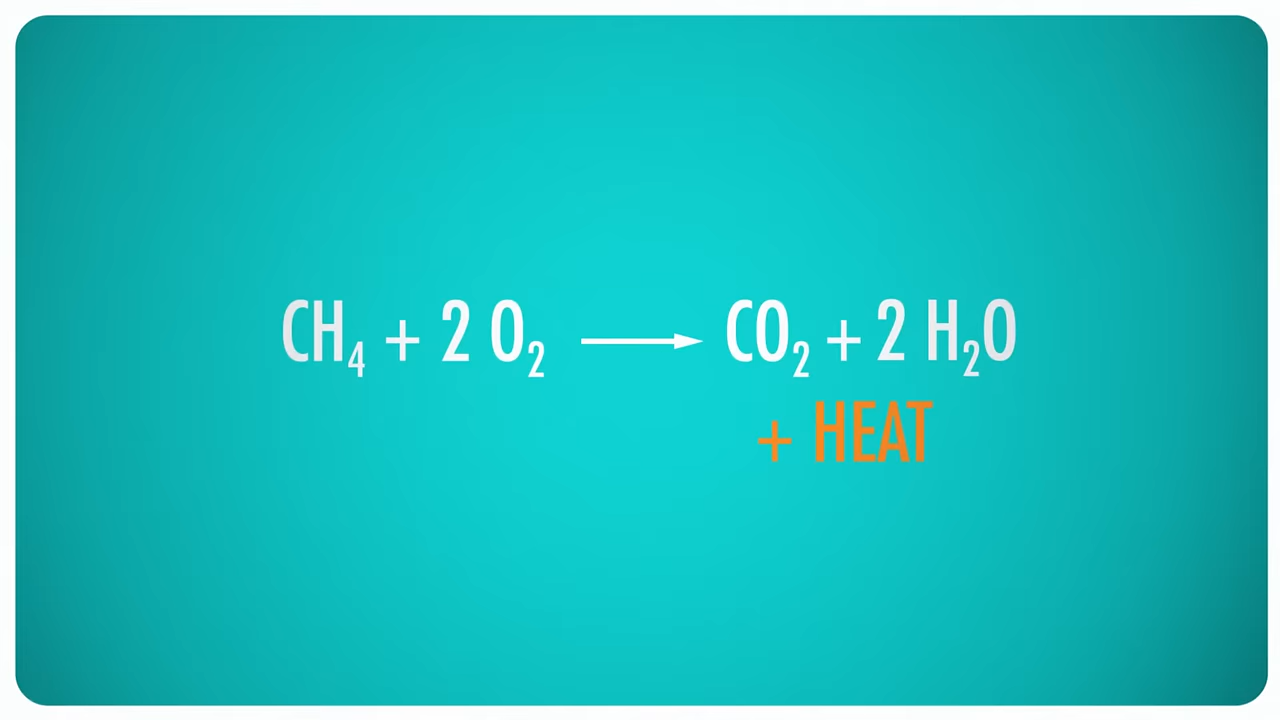 CH₄ + 2 O₂ → CO₂ + 2 H₂O
+ HEAT